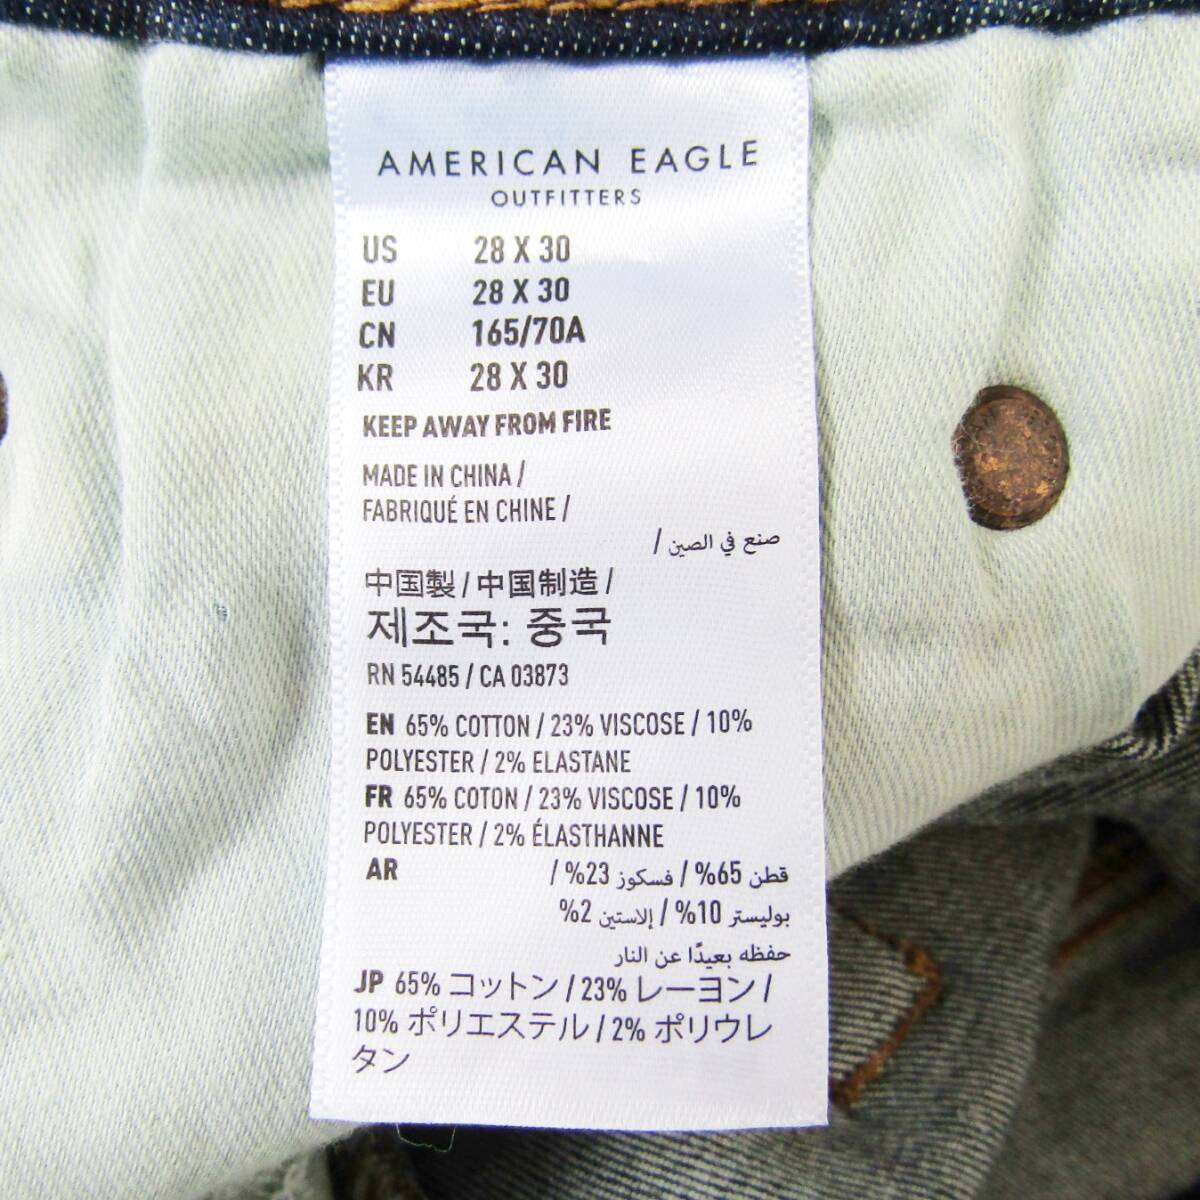 AMERICAN EAGLE
OUTFITTERS
US 28 X 30
EU 28 X 30
CN 165/70A
KR 28 X 30
KEEP AWAY FROM FIRE
MADE IN CHINA /
FABRIQUÉ EN CHINE /
صنع في الصين /
中国製 / 中国制造 /
제조국: 중국
RN 54485 / CA 03873
EN 65% COTTON / 23% VISCOSE / 10%
POLYESTER / 2% ELASTANE
FR 65% COTON / 23% VISCOSE / 10%
POLYESTER / 2% ÉLASTHANNE
AR قطن 65% / فسكوز 23% /
بوليستر 10% / إلاستين 2%
حفظه بعيدًا عن النار
JP 65% コットン / 23% レーヨン /
10% ポリエステル / 2% ポリウレ
タン